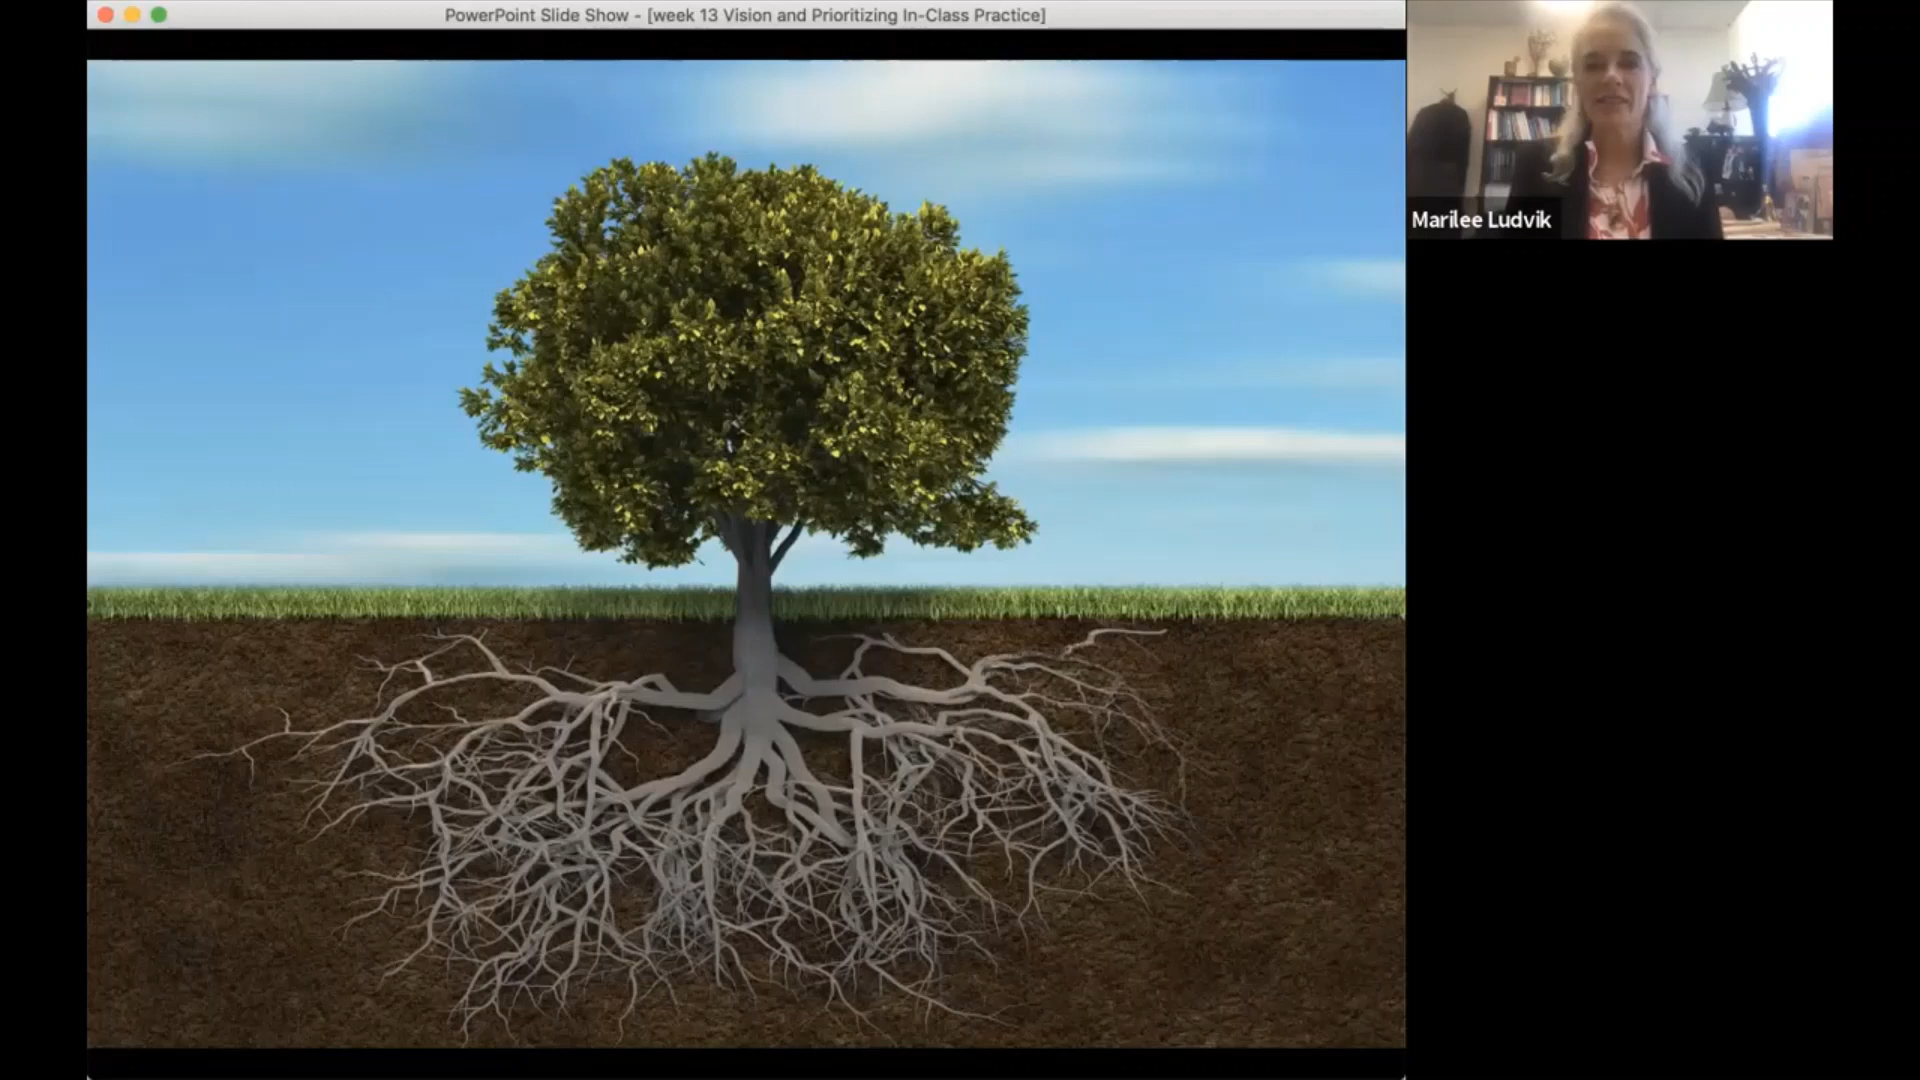 PowerPoint Slide Show - [week 13 Vision and Prioritizing In-Class Practice]
Marilee Ludvik